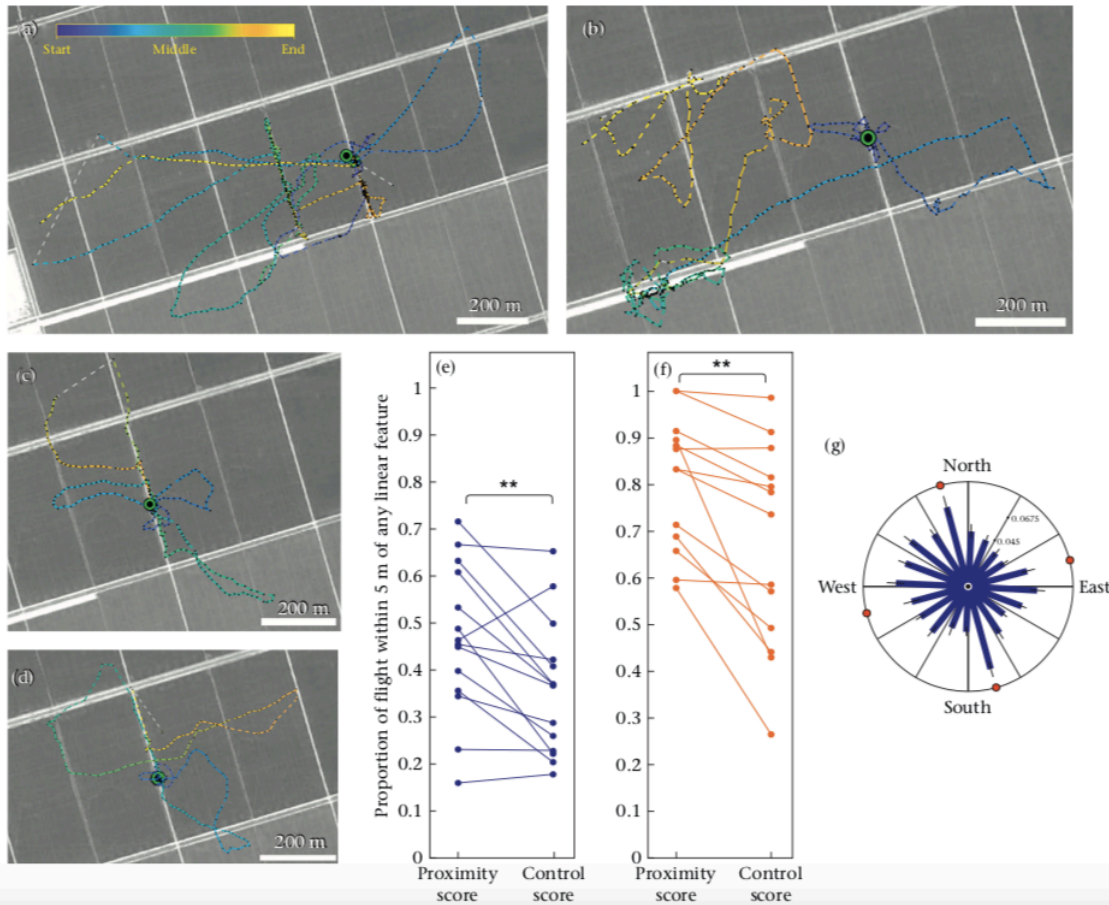 (a)
Start Middle End
200 m
(b)
200 m
(c)
200 m
(d)
200 m
Proportion of flight within 5 m of any linear feature
(e)
**
1
0.9
0.8
0.7
0.6
0.5
0.4
0.3
0.2
0.1
0
Proximity score
Control score
(f)
**
1
0.9
0.8
0.7
0.6
0.5
0.4
0.3
0.2
0.1
0
Proximity score
Control score
(g)
North
0.0675
0.045
West
East
South